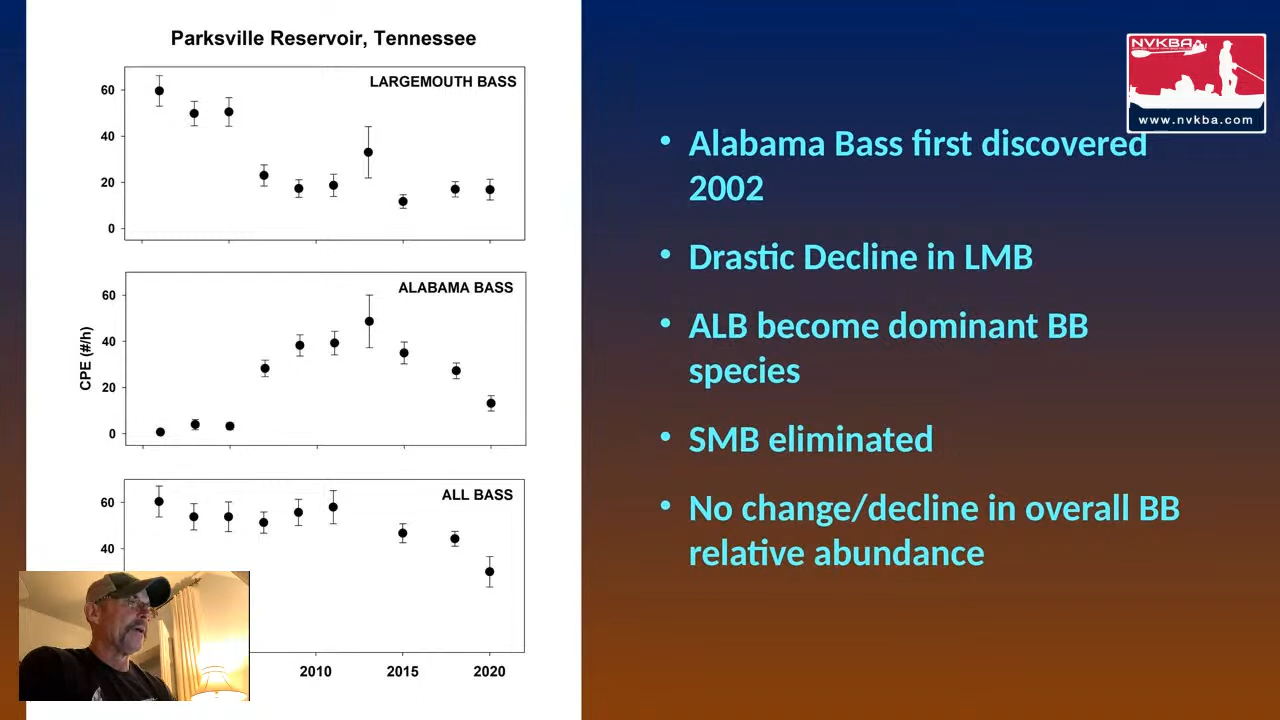 Parksville Reservoir, Tennessee
LARGEMOUTH BASS
60
40
20
0
ALABAMA BASS
60
40
20
0
CPE (#/h)
ALL BASS
60
40
2010
2015
2020
NVKBA
www.nvkba.com
• Alabama Bass first discovered
2002
• Drastic Decline in LMB
• ALB become dominant BB
species
• SMB eliminated
• No change/decline in overall BB
relative abundance